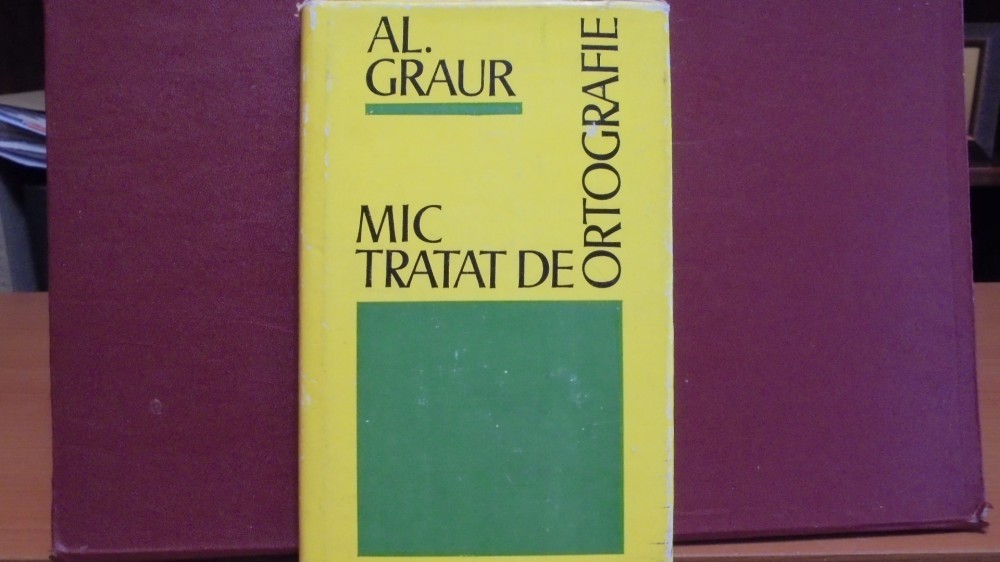 AL.
GRAUR
MIC
TRATAT DE
ORTOGRAFIE